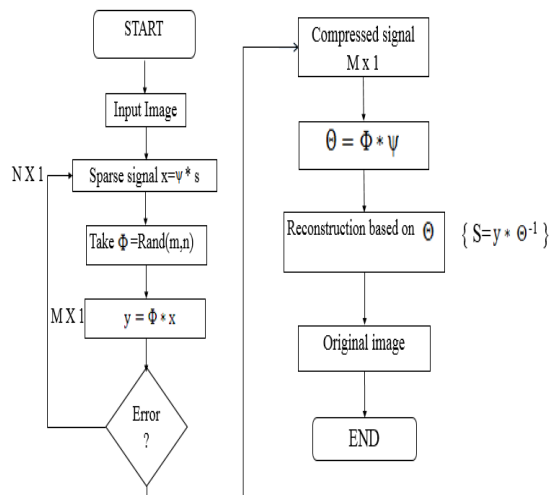 START
Input Image
N X 1
Sparse signal x=ψ* s
Take Φ=Rand(m,n)
M X 1
y = Φ * x
Error
?
Compressed signal
M x 1
Θ = Φ * ψ
Reconstruction based on Θ
{ S=y * Θ⁻¹ }
Original image
END